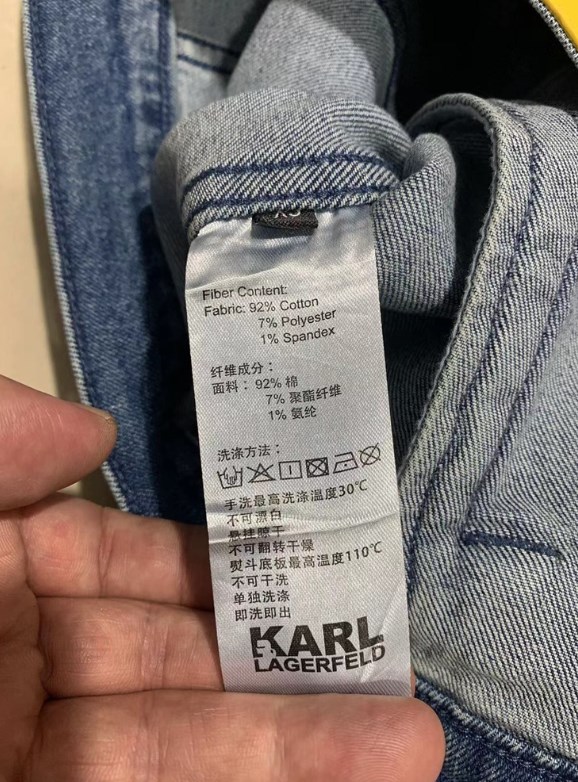 XS
Fiber Content:
Fabric: 92% Cotton
7% Polyester
1% Spandex
纤维成分：
面料：92% 棉
7% 聚酯纤维
1% 氨纶
洗涤方法：
手洗最高洗涤温度30℃
不可漂白
悬挂晾干
不可翻转干燥
熨斗底板最高温度110℃
不可干洗
单独洗涤
即洗即出
KARL
LAGERFELD